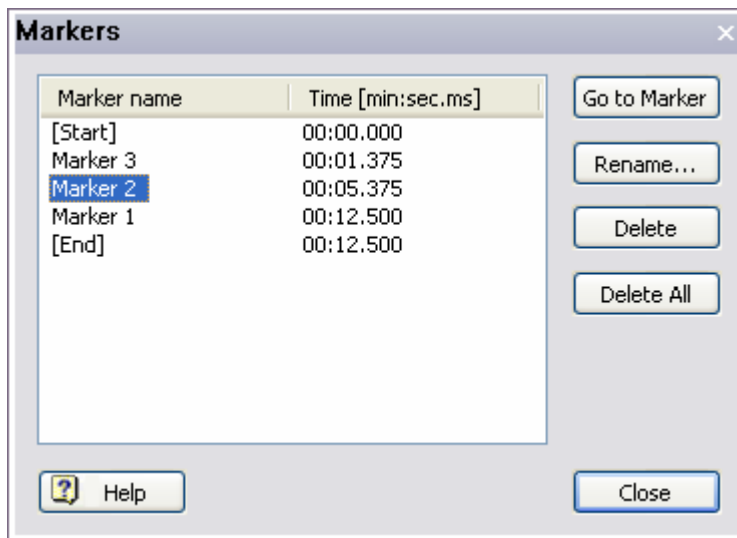 Markers
Marker name Time [min:sec.ms]
[Start] 00:00.000
Marker 3 00:01.375
Marker 2 00:05.375
Marker 1 00:12.500
[End] 00:12.500
Go to Marker
Rename...
Delete
Delete All
Help
Close